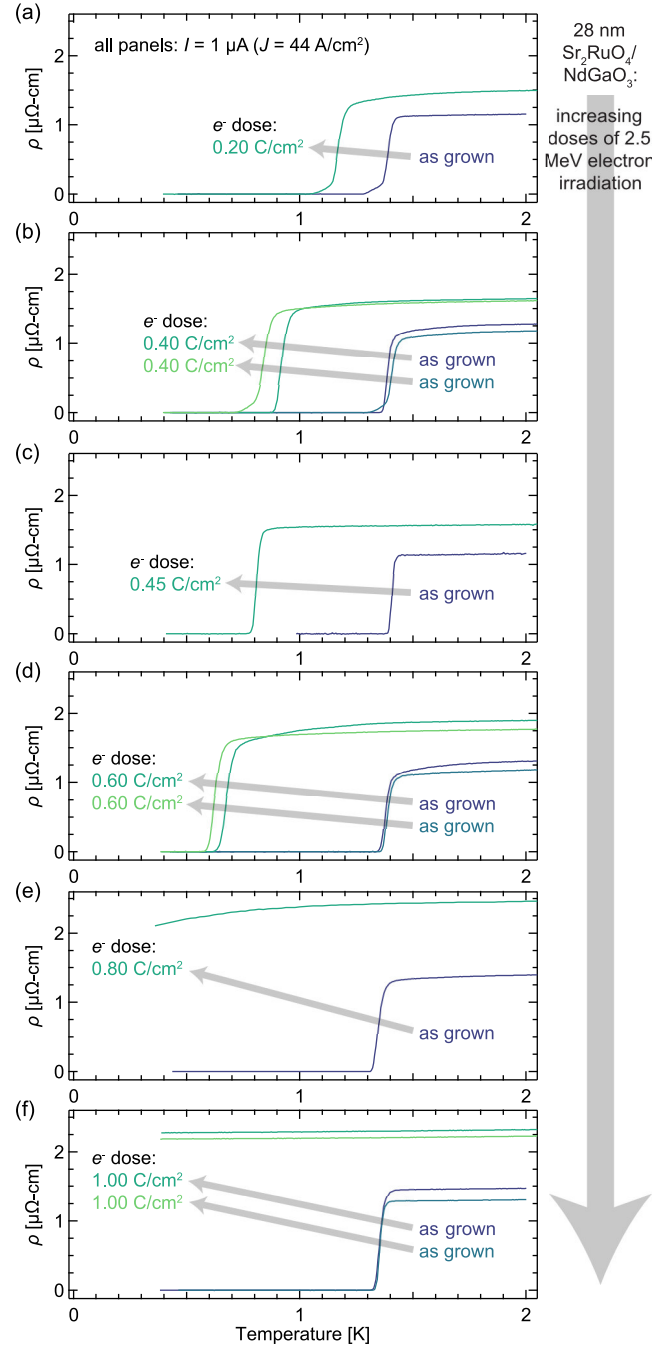 (a)
all panels: I = 1 μA (J = 44 A/cm²)
28 nm
Sr₂RuO₄/
NdGaO₃:
increasing
doses of 2.5
MeV electron
irradiation
ρ [μΩ-cm]
2
1
0
e⁻ dose:
0.20 C/cm²
as grown
0
1
2
(b)
ρ [μΩ-cm]
2
1
0
e⁻ dose:
0.40 C/cm²
0.40 C/cm²
as grown
as grown
0
1
2
(c)
ρ [μΩ-cm]
2
1
0
e⁻ dose:
0.45 C/cm²
as grown
0
1
2
(d)
ρ [μΩ-cm]
2
1
0
e⁻ dose:
0.60 C/cm²
0.60 C/cm²
as grown
as grown
0
1
2
(e)
ρ [μΩ-cm]
2
1
0
e⁻ dose:
0.80 C/cm²
as grown
0
1
2
(f)
ρ [μΩ-cm]
2
1
0
e⁻ dose:
1.00 C/cm²
1.00 C/cm²
as grown
as grown
0
1
2
Temperature [K]